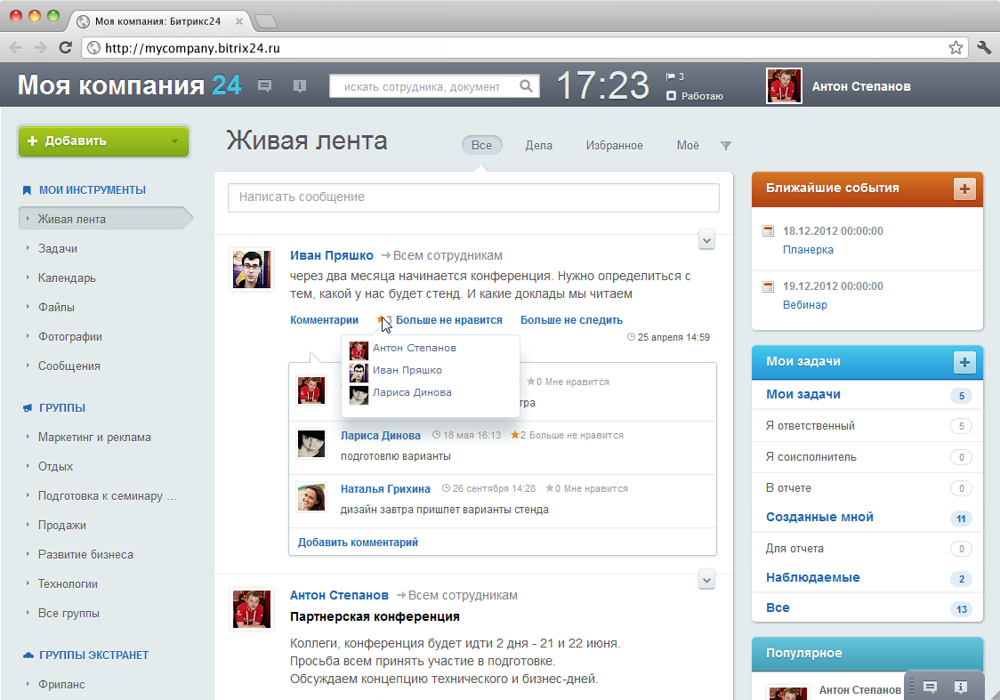 Моя компания: Битрикс24
http://mycompany.bitrix24.ru
Моя компания 24
искать сотрудника, документ
17:23
3
Работаю
Антон Степанов
Добавить
МОИ ИНСТРУМЕНТЫ
Живая лента
Задачи
Календарь
Файлы
Фотографии
Сообщения
ГРУППЫ
Маркетинг и реклама
Отдых
Подготовка к семинару ...
Продажи
Развитие бизнеса
Технологии
Все группы
ГРУППЫ ЭКСТРАНЕТ
Фриланс
Живая лента
Все Дела Избранное Моё
Написать сообщение
Иван Пряшко Всем сотрудникам
через два месяца начинается конференция. Нужно определиться с
тем, какой у нас будет стенд. И какие доклады мы читаем
Комментарии 3 Больше не нравится Больше не следить
25 апреля 14:59
Антон Степанов
Иван Пряшко
Лариса Динова
0 Мне нравится
тра
Лариса Динова 18 мая 16:13 2 Больше не нравится
подготовлю варианты
Наталья Грихина 26 сентября 14:28 0 Мне нравится
дизайн завтра пришлет варианты стенда
Добавить комментарий
Антон Степанов Всем сотрудникам
Партнерская конференция
Коллеги, конференция будет идти 2 дня - 21 и 22 июня.
Просьба всем принять участие в подготовке.
Обсуждаем концепцию технического и бизнес-дней.
Ближайшие события
18.12.2012 00:00:00
Планерка
19.12.2012 00:00:00
Вебинар
Мои задачи
Мои задачи 5
Я ответственный 5
Я соисполнитель 0
В отчете 0
Созданные мной 11
Для отчета 0
Наблюдаемые 2
Все 13
Популярное
Антон Степанов